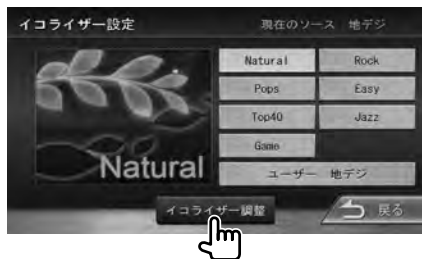 イコライザー設定
現在のソース 地デジ
Natural
Rock
Pops
Easy
Top40
Jazz
Game
Natural
ユーザー 地デジ
イコライザー調整
戻る